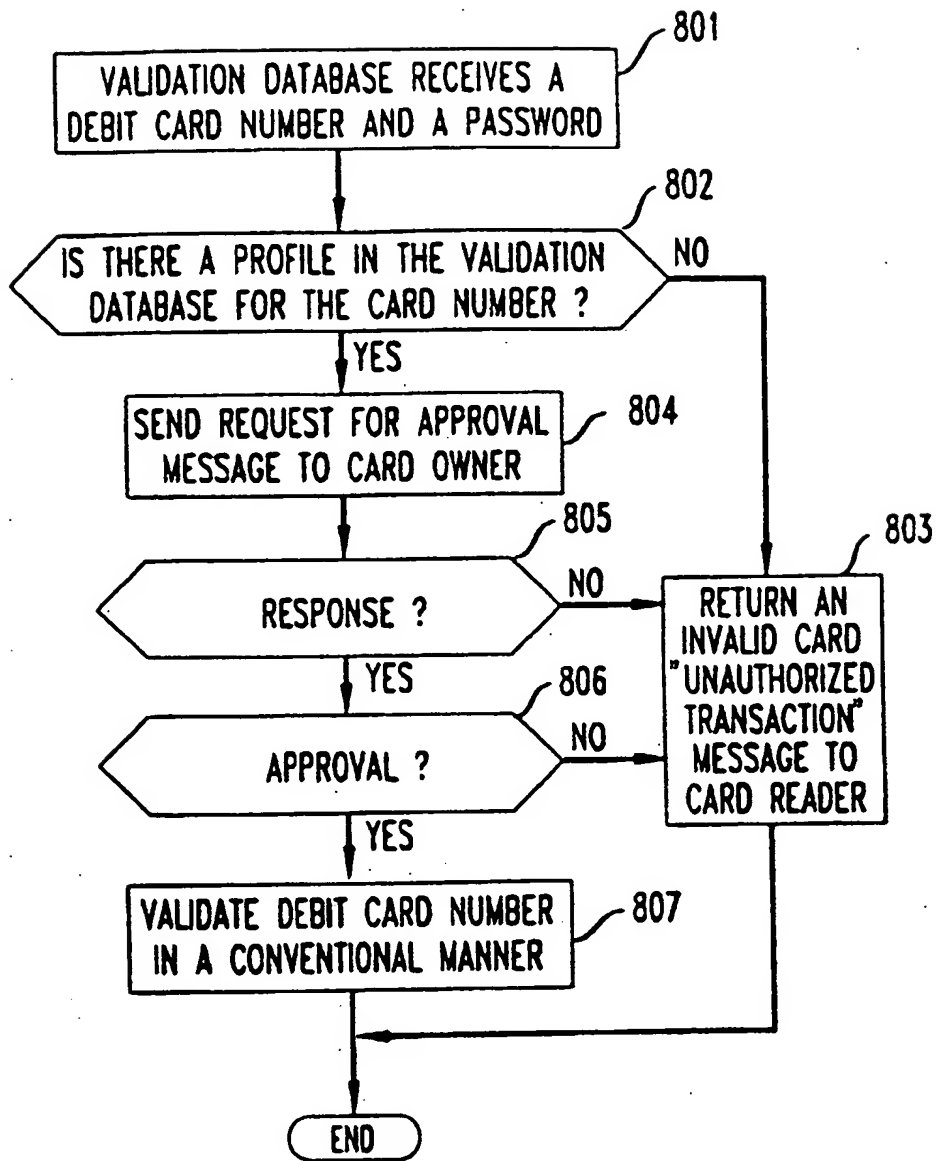 801
VALIDATION DATABASE RECEIVES A
DEBIT CARD NUMBER AND A PASSWORD
802
IS THERE A PROFILE IN THE VALIDATION
DATABASE FOR THE CARD NUMBER ?
NO
YES
SEND REQUEST FOR APPROVAL
MESSAGE TO CARD OWNER
804
805
RESPONSE ?
NO
803
RETURN AN
INVALID CARD
"UNAUTHORIZED
TRANSACTION"
MESSAGE TO
CARD READER
YES
806
APPROVAL ?
NO
YES
VALIDATE DEBIT CARD NUMBER
IN A CONVENTIONAL MANNER
807
END